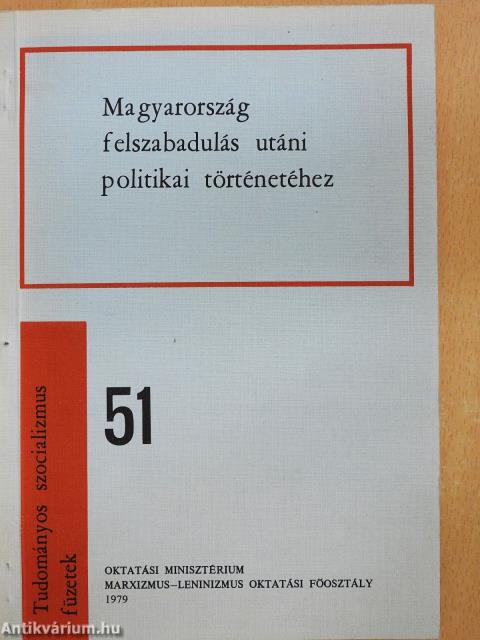 Magyarország
felszabadulás utáni
politikai történetéhez
51
Tudományos szocializmus
füzetek
OKTATÁSI MINISZTÉRIUM
MARXIZMUS–LENINIZMUS OKTATÁSI FŐOSZTÁLY
1979
Antikvárium.hu